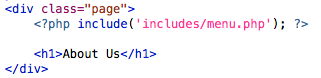 <div class="page">
<?php include('includes/menu.php'); ?>
<h1>About Us</h1>
</div>